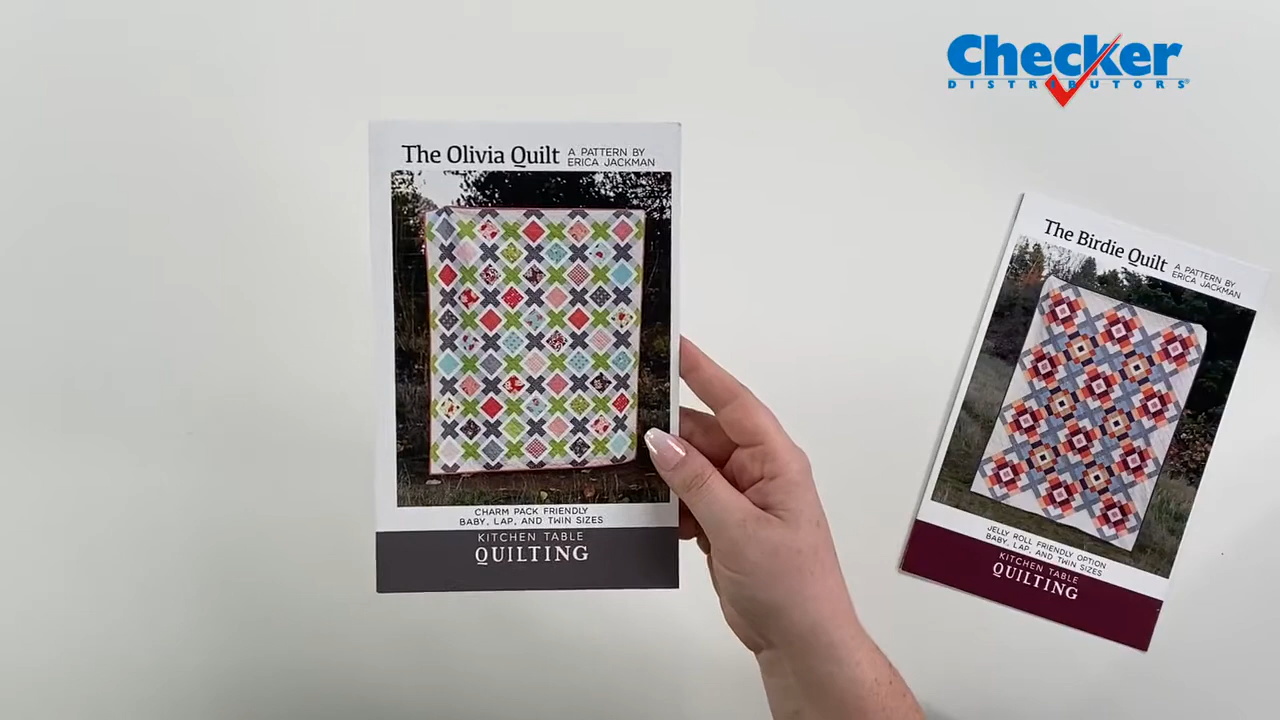 Checker
DISTRIBUTORS®
The Olivia Quilt
A PATTERN BY
ERICA JACKMAN
CHARM PACK FRIENDLY
BABY, LAP, AND TWIN SIZES
KITCHEN TABLE
QUILTING
The Birdie Quilt
A PATTERN BY
ERICA JACKMAN
JELLY ROLL FRIENDLY OPTION
BABY, LAP, AND TWIN SIZES
KITCHEN TABLE
QUILTING